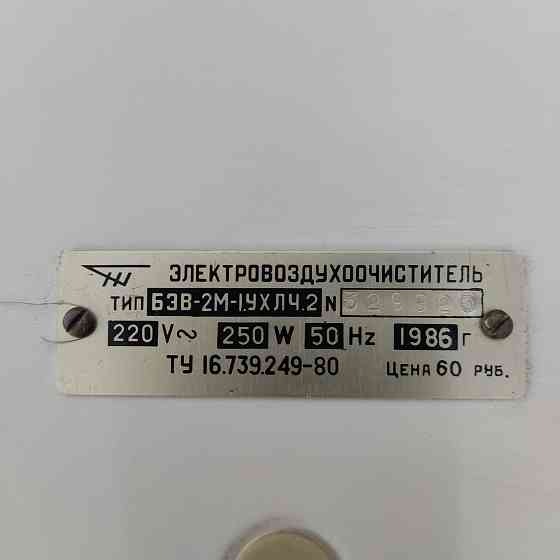 ЭЛЕКТРОВОЗДУХООЧИСТИТЕЛЬ
ТИП БЭВ-2М-1.УХЛЧ.2 N
220 V~ 250 W 50 Hz 1986 г
ТУ 16.739.249-80 ЦЕНА 60 РУБ.